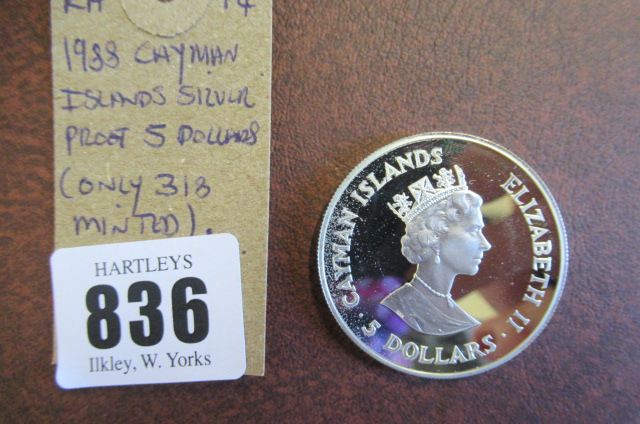 1988 CAYMAN
ISLANDS SILVER
PROOF 5 DOLLARS
(ONLY 318
MINTED).
HARTLEYS
836
Ilkley, W. Yorks
CAYMAN ISLANDS
ELIZABETH II
· 5 DOLLARS ·